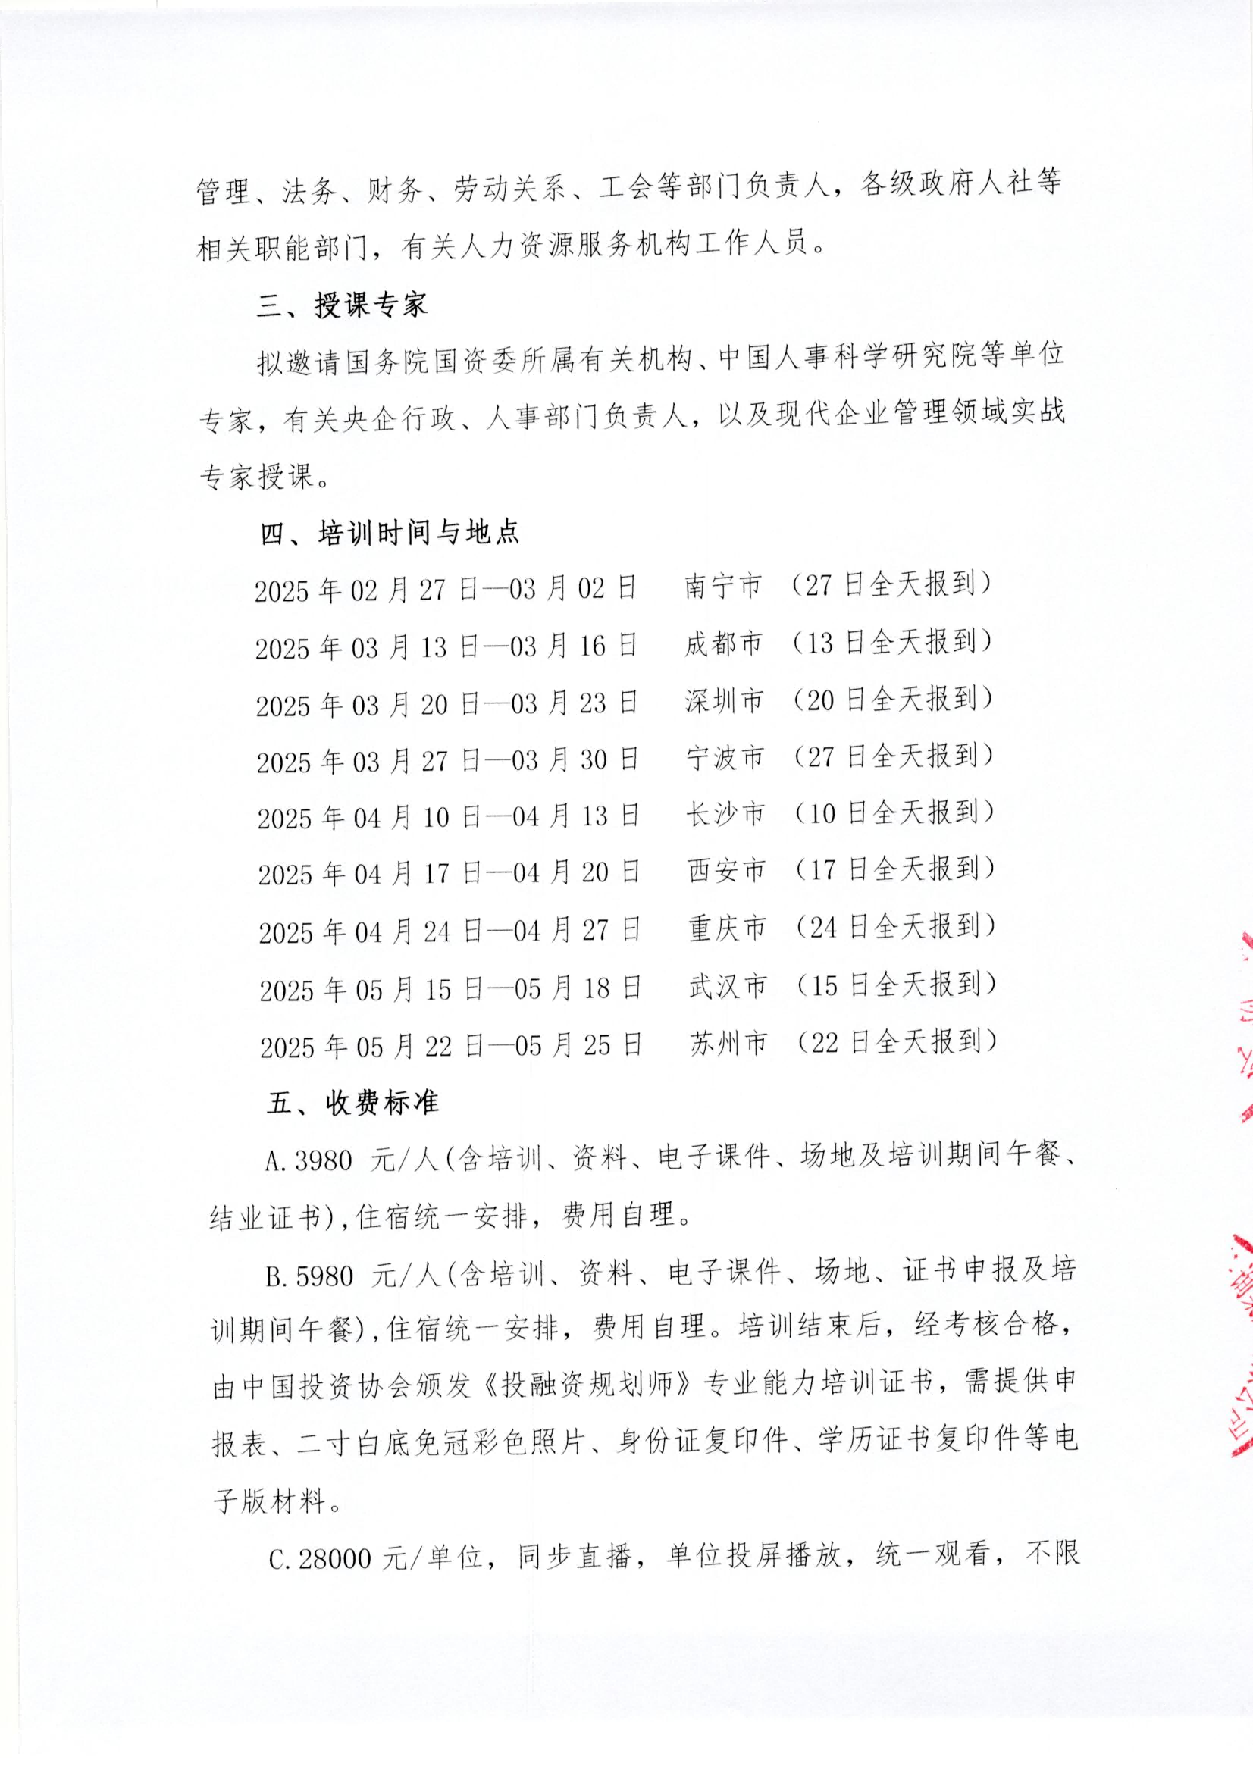 管理、法务、财务、劳动关系、工会等部门负责人，各级政府人社等
相关职能部门，有关人力资源服务机构工作人员。
三、授课专家
拟邀请国务院国资委所属有关机构、中国人事科学研究院等单位
专家，有关央企行政、人事部门负责人，以及现代企业管理领域实战
专家授课。
四、培训时间与地点
2025 年 02 月 27 日—03 月 02 日 南宁市 （27 日全天报到）
2025 年 03 月 13 日—03 月 16 日 成都市 （13 日全天报到）
2025 年 03 月 20 日—03 月 23 日 深圳市 （20 日全天报到）
2025 年 03 月 27 日—03 月 30 日 宁波市 （27 日全天报到）
2025 年 04 月 10 日—04 月 13 日 长沙市 （10 日全天报到）
2025 年 04 月 17 日—04 月 20 日 西安市 （17 日全天报到）
2025 年 04 月 24 日—04 月 27 日 重庆市 （24 日全天报到）
2025 年 05 月 15 日—05 月 18 日 武汉市 （15 日全天报到）
2025 年 05 月 22 日—05 月 25 日 苏州市 （22 日全天报到）
五、收费标准
A.3980 元/人(含培训、资料、电子课件、场地及培训期间午餐、
结业证书),住宿统一安排，费用自理。
B.5980 元/人(含培训、资料、电子课件、场地、证书申报及培
训期间午餐),住宿统一安排，费用自理。培训结束后，经考核合格，
由中国投资协会颁发《投融资规划师》专业能力培训证书，需提供申
报表、二寸白底免冠彩色照片、身份证复印件、学历证书复印件等电
子版材料。
C.28000 元/单位，同步直播，单位投屏播放，统一观看，不限